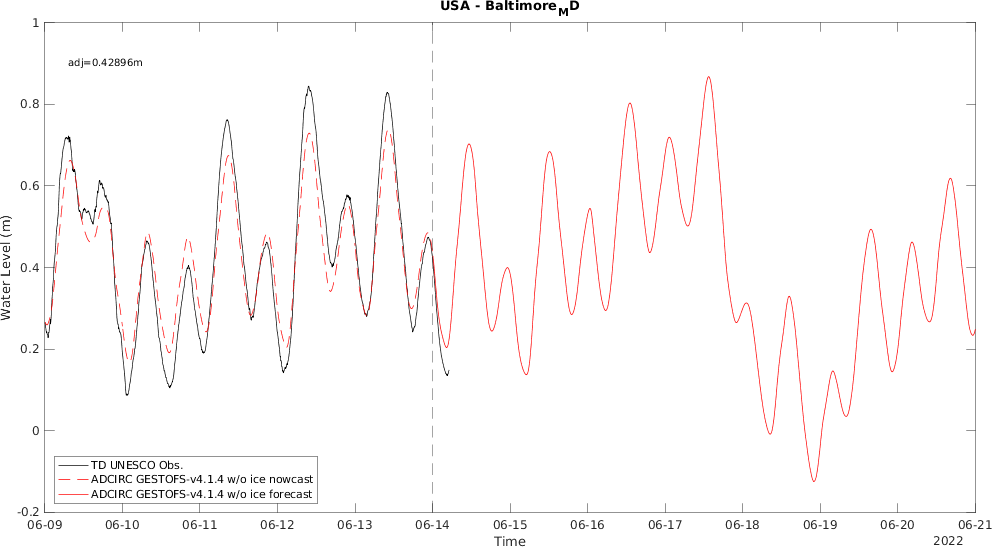 USA - Baltimore_MD
adj=0.42896m
Water Level (m)
1
0.8
0.6
0.4
0.2
0
-0.2
TD UNESCO Obs.
ADCIRC GESTOFS-v4.1.4 w/o ice nowcast
ADCIRC GESTOFS-v4.1.4 w/o ice forecast
06-09 06-10 06-11 06-12 06-13 06-14 06-15 06-16 06-17 06-18 06-19 06-20 06-21
Time
2022